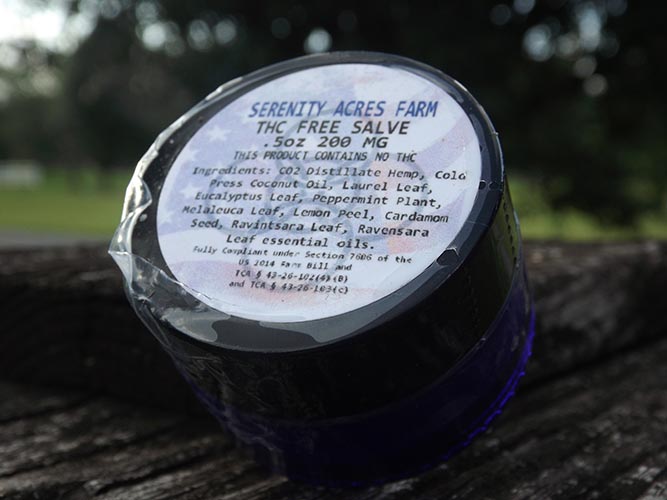 SERENITY ACRES FARM
THC FREE SALVE
.5oz 200 MG
THIS PRODUCT CONTAINS NO THC
Ingredients: CO2 Distillate Hemp, Cold
Press Coconut Oil, Laurel Leaf,
Eucalyptus Leaf, Peppermint Plant,
Melaleuca Leaf, Lemon Peel, Cardamom
Seed, Ravintsara Leaf, Ravensara
Leaf essential oils.
Fully Compliant under Section 7606 of the
US 2014 Farm Bill and
TCA § 43-26-102(4)(B)
and TCA § 43-26-103(c)